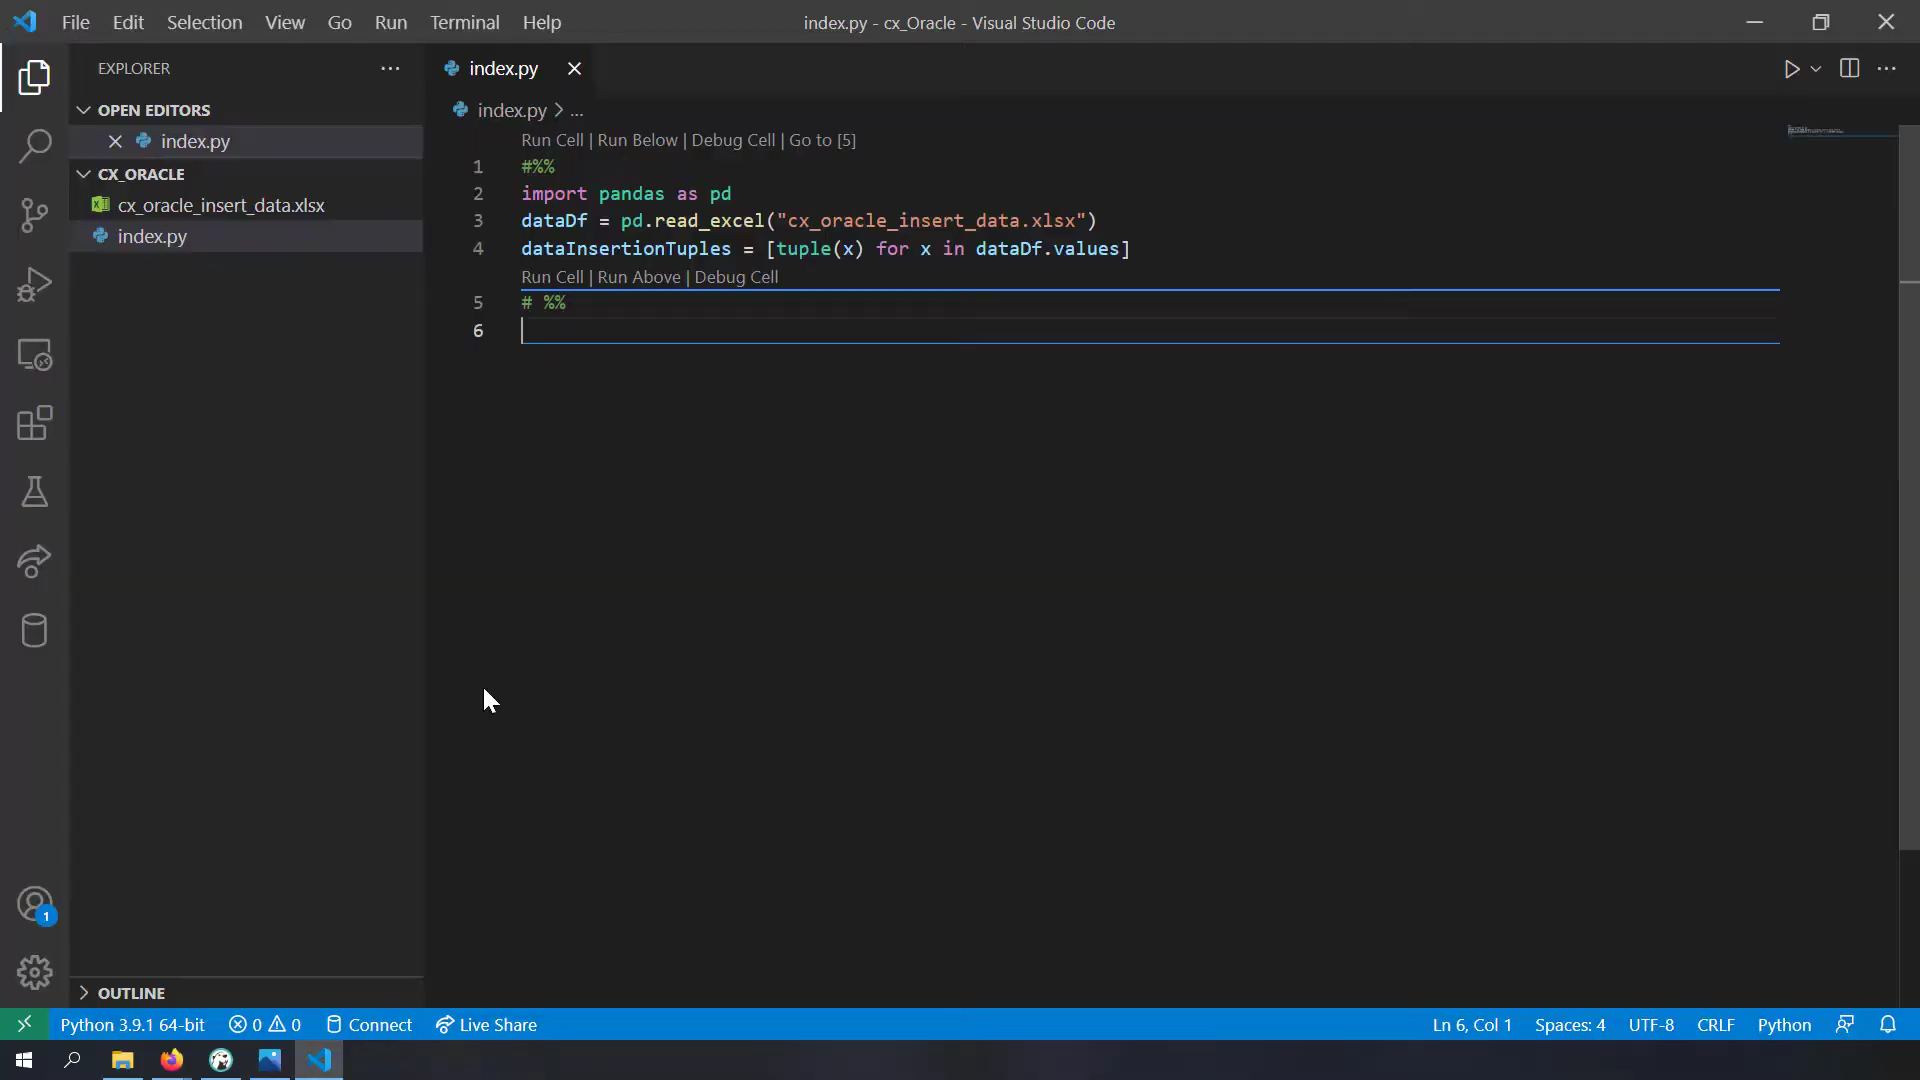 File Edit Selection View Go Run Terminal Help
index.py - cx_Oracle - Visual Studio Code
EXPLORER
OPEN EDITORS
index.py
CX_ORACLE
cx_oracle_insert_data.xlsx
index.py
OUTLINE
index.py
index.py > ...
Run Cell | Run Below | Debug Cell | Go to [5]
1 #%%
2 import pandas as pd
3 dataDf = pd.read_excel("cx_oracle_insert_data.xlsx")
4 dataInsertionTuples = [tuple(x) for x in dataDf.values]
Run Cell | Run Above | Debug Cell
5 # %%
6
1
Python 3.9.1 64-bit 0 0 Connect Live Share
Ln 6, Col 1 Spaces: 4 UTF-8 CRLF Python